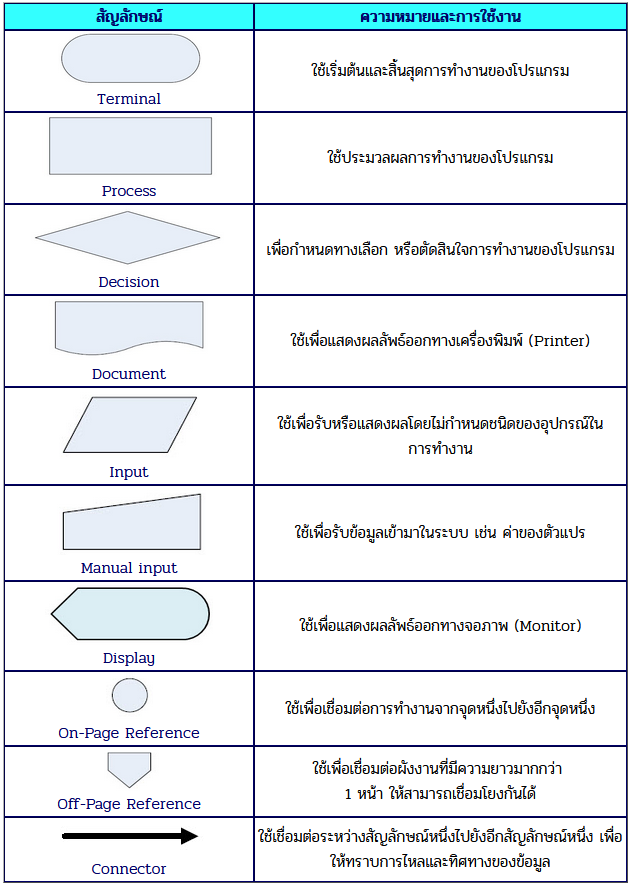 สัญลักษณ์
ความหมายและการใช้งาน
Terminal
ใช้เริ่มต้นและสิ้นสุดการทำงานของโปรแกรม
Process
ใช้ประมวลผลการทำงานของโปรแกรม
Decision
เพื่อกำหนดทางเลือก หรือตัดสินใจการทำงานของโปรแกรม
Document
ใช้เพื่อแสดงผลลัพธ์ออกทางเครื่องพิมพ์ (Printer)
Input
ใช้เพื่อรับหรือแสดงผลโดยไม่กำหนดชนิดของอุปกรณ์ใน
การทำงาน
Manual input
ใช้เพื่อรับข้อมูลเข้ามาในระบบ เช่น ค่าของตัวแปร
Display
ใช้เพื่อแสดงผลลัพธ์ออกทางจอภาพ (Monitor)
On-Page Reference
ใช้เพื่อเชื่อมต่อการทำงานจากจุดหนึ่งไปยังอีกจุดหนึ่ง
Off-Page Reference
ใช้เพื่อเชื่อมต่อผังงานที่มีความยาวมากกว่า
1 หน้า ให้สามารถเชื่อมโยงกันได้
Connector
ใช้เชื่อมต่อระหว่างสัญลักษณ์หนึ่งไปยังอีกสัญลักษณ์หนึ่ง เพื่อ
ให้ทราบการไหลและทิศทางของข้อมูล